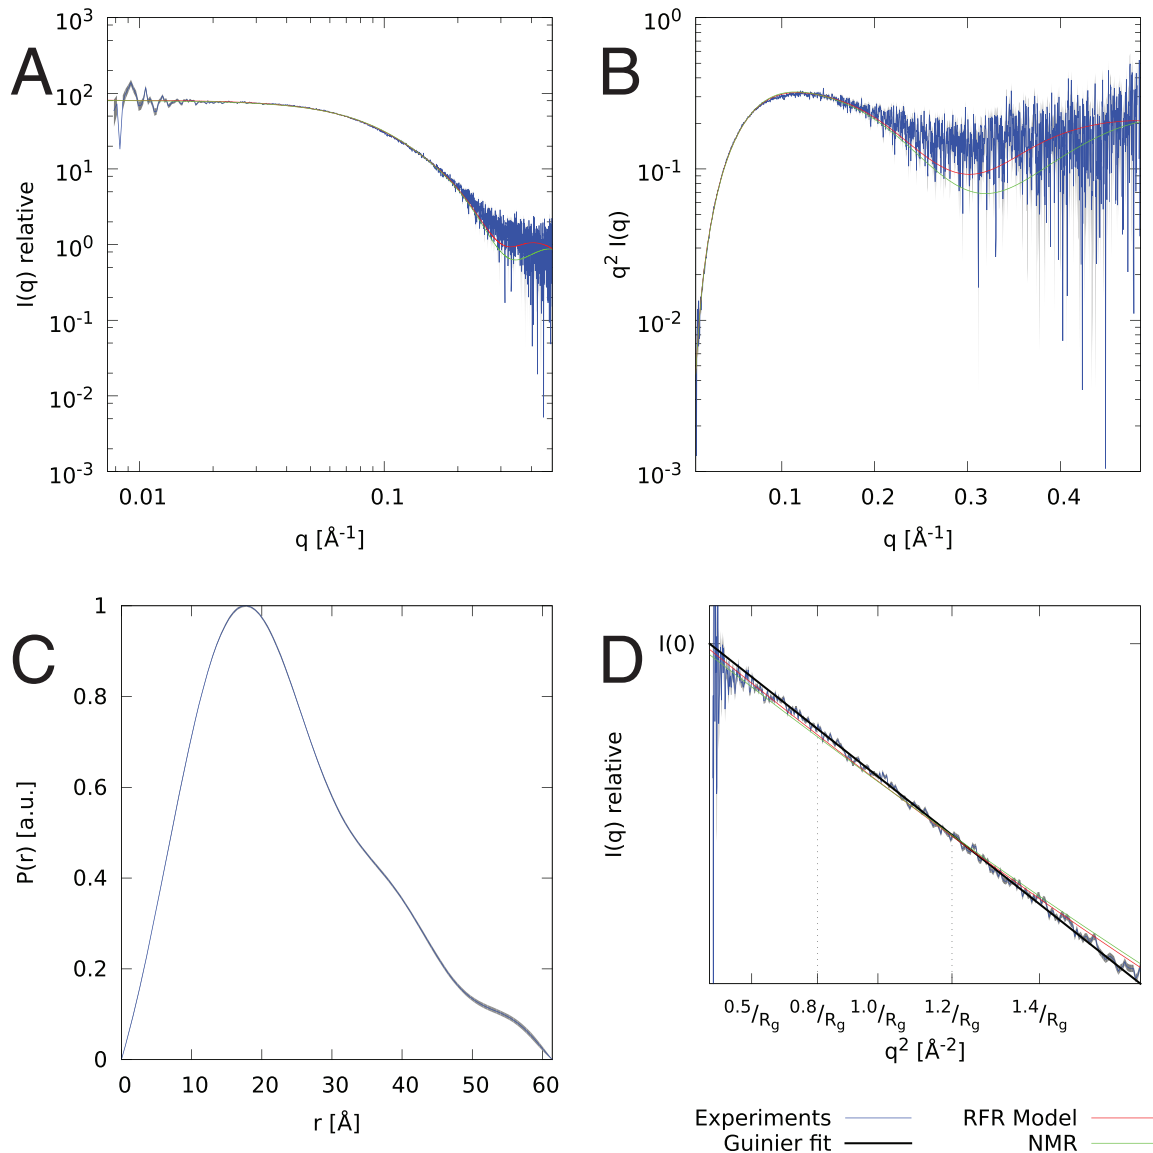 A
10³
10²
10¹
10⁰
10⁻¹
10⁻²
10⁻³
I(q) relative
0.01 0.1
q [Å⁻¹]
B
10⁰
10⁻¹
10⁻²
10⁻³
q² I(q)
0.1 0.2 0.3 0.4
q [Å⁻¹]
C
1
0.8
0.6
0.4
0.2
0
P(r) [a.u.]
0 10 20 30 40 50 60
r [Å]
D
I(0)
I(q) relative
0.5/Rg 0.8/Rg 1.0/Rg 1.2/Rg 1.4/Rg
q² [Å⁻²]
Experiments RFR Model
Guinier fit NMR